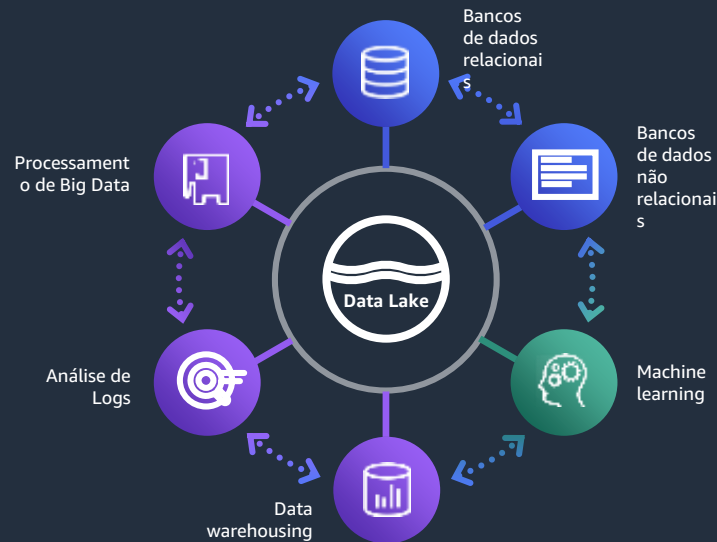 Bancos
de dados
relacionai
s
Processament
o de Big Data
Bancos
de dados
não
relacionai
s
Data Lake
Análise de
Logs
Machine
learning
Data
warehousing